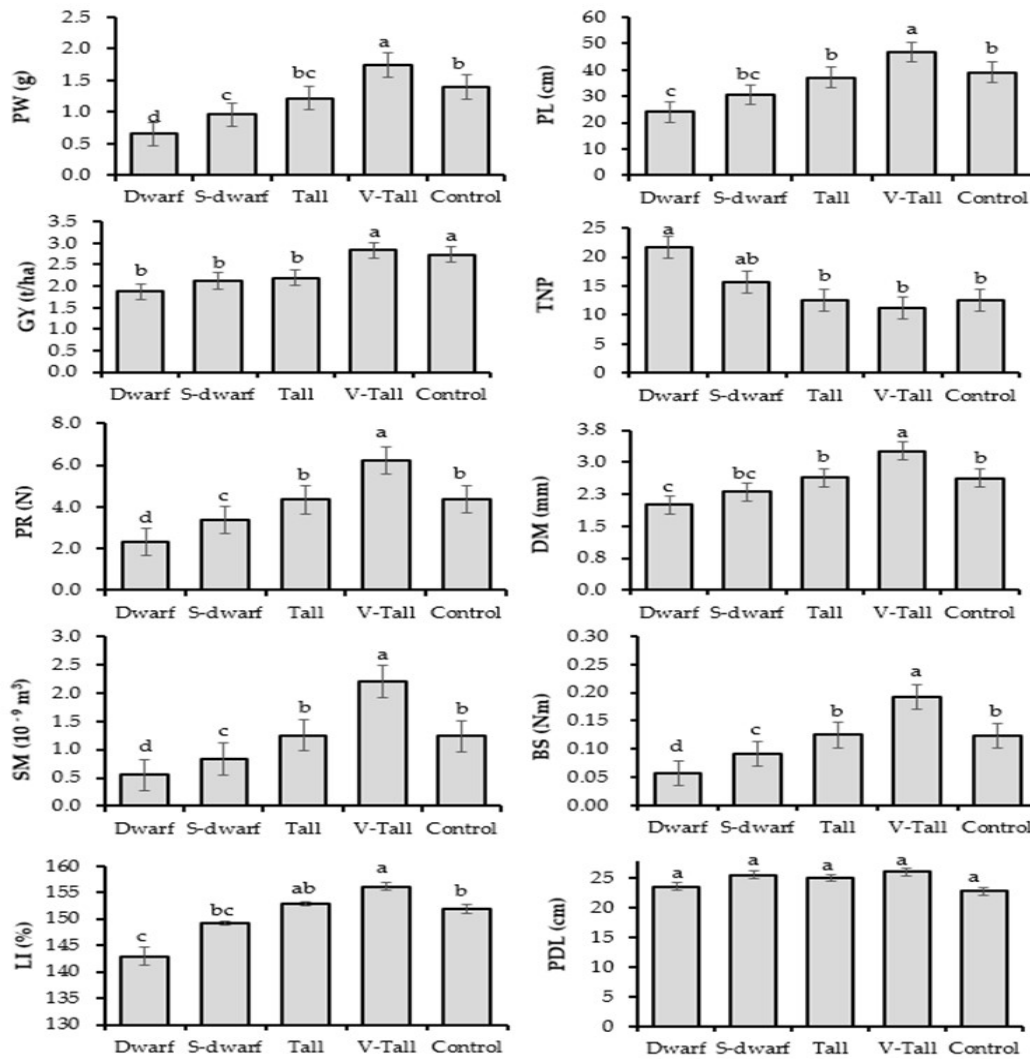 PW (g)
2.5
2.0
1.5
1.0
0.5
0.0
d
c
bc
a
b
Dwarf S-dwarf Tall V-Tall Control
PL (cm)
60
50
40
30
20
10
0
c
bc
b
a
b
Dwarf S-dwarf Tall V-Tall Control
GY (t/ha)
3.5
3.0
2.5
2.0
1.5
1.0
0.5
0.0
b
b
b
a
a
Dwarf S-dwarf Tall V-Tall Control
TNP
25
20
15
10
5
0
a
ab
b
b
b
Dwarf S-dwarf Tall V-Tall Control
PR (N)
8.0
6.0
4.0
2.0
0.0
d
c
b
a
b
Dwarf S-dwarf Tall V-Tall Control
DM (mm)
3.8
3.0
2.3
1.5
0.8
0.0
c
bc
b
a
b
Dwarf S-dwarf Tall V-Tall Control
SM (10⁻⁹ m³)
3.0
2.5
2.0
1.5
1.0
0.5
0.0
d
c
b
a
b
Dwarf S-dwarf Tall V-Tall Control
BS (Nm)
0.30
0.25
0.20
0.15
0.10
0.05
0.00
d
c
b
a
b
Dwarf S-dwarf Tall V-Tall Control
LI (%)
160
155
150
145
140
135
130
c
bc
ab
a
b
Dwarf S-dwarf Tall V-Tall Control
PDL (cm)
25
20
15
10
5
0
a
a
a
a
a
Dwarf S-dwarf Tall V-Tall Control